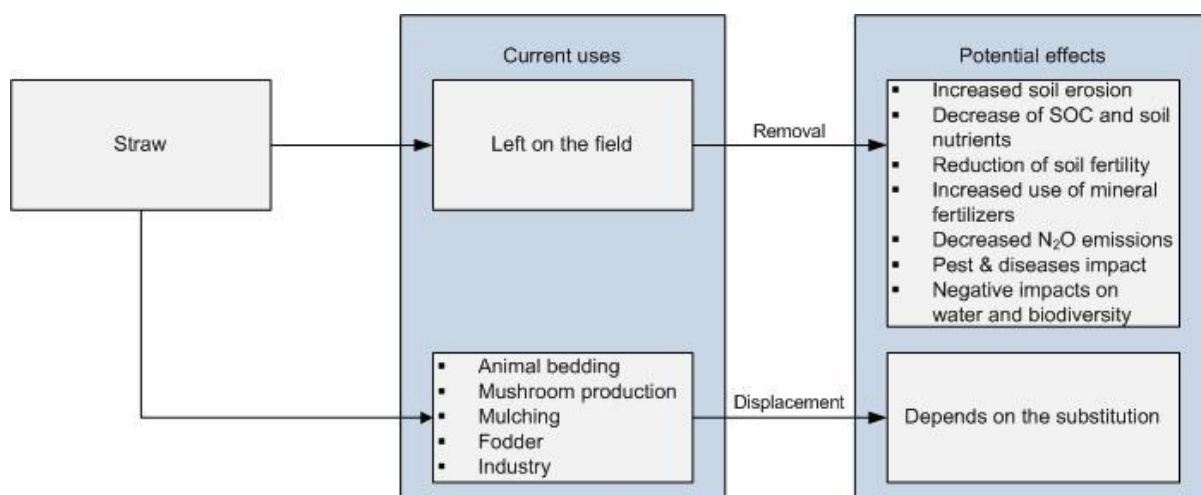 Current uses
Potential effects
Straw
Left on the field
Removal
▪ Increased soil erosion
▪ Decrease of SOC and soil
nutrients
▪ Reduction of soil fertility
▪ Increased use of mineral
fertilizers
▪ Decreased N₂O emissions
▪ Pest & diseases impact
▪ Negative impacts on
water and biodiversity
▪ Animal bedding
▪ Mushroom production
▪ Mulching
▪ Fodder
▪ Industry
Displacement
Depends on the substitution